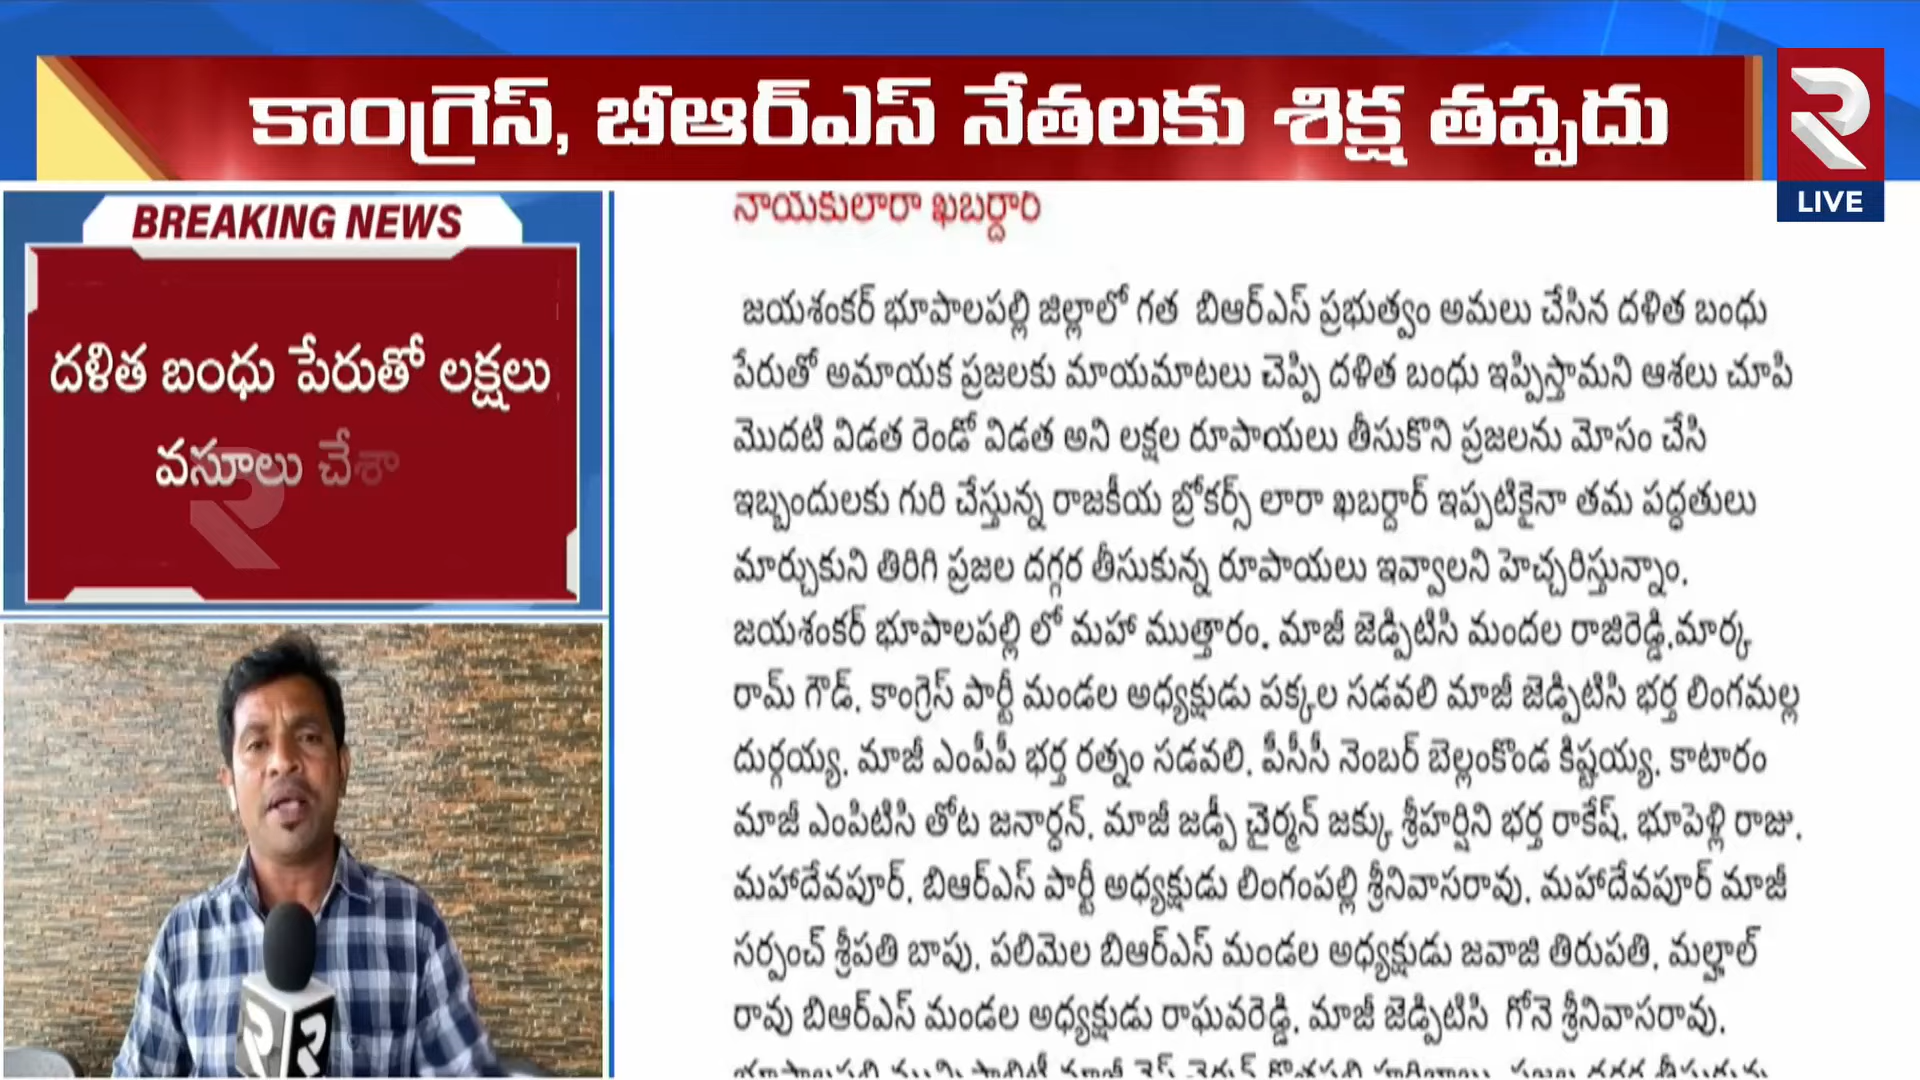 కాంగ్రెస్, బీఆర్ఎస్ నేతలకు శిక్ష తప్పదు
LIVE
BREAKING NEWS
దళిత బంధు పేరుతో లక్షలు
వసూలు చేశా
నాయకులారా ఖబర్దార్
జయశంకర్ భూపాలపల్లి జిల్లాలో గత బిఆర్ఎస్ ప్రభుత్వం అమలు చేసిన దళిత బంధు
పేరుతో అమాయక ప్రజలకు మాయమాటలు చెప్పి దళిత బంధు ఇప్పిస్తామని ఆశలు చూపి
మొదటి విడత రెండో విడత అని లక్షల రూపాయలు తీసుకొని ప్రజలను మోసం చేసి
ఇబ్బందులకు గురి చేస్తున్న రాజకీయ బ్రోకర్స్ లారా ఖబర్దార్ ఇప్పటికైనా తమ పద్ధతులు
మార్చుకుని తిరిగి ప్రజల దగ్గర తీసుకున్న రూపాయలు ఇవ్వాలని హెచ్చరిస్తున్నాం.
జయశంకర్ భూపాలపల్లి లో మహా ముత్తారం. మాజీ జెడ్పిటిసి మందల రాజిరెడ్డి.మార్క
రామ్ గౌడ్. కాంగ్రెస్ పార్టీ మండల అధ్యక్షుడు పక్కల సడవలి మాజీ జెడ్పిటిసి భర్త లింగమల్ల
దుర్గయ్య. మాజీ ఎంపీపీ భర్త రత్నం సడవలి. పీసీసీ నెంబర్ బెల్లంకొండ కిష్టయ్య. కాటారం
మాజీ ఎంపిటిసి తోట జనార్ధన్. మాజీ జడ్పీ చైర్మన్ జక్కు శ్రీహర్షిని భర్త రాకేష్. భూపెళ్లి రాజు.
మహాదేవపూర్. బిఆర్ఎస్ పార్టీ అధ్యక్షుడు లింగంపల్లి శ్రీనివాసరావు. మహాదేవపూర్ మాజీ
సర్పంచ్ శ్రీపతి బాపు. పలిమెల బిఆర్ఎస్ మండల అధ్యక్షుడు జవాజి తిరుపతి. మల్హాల్
రావు బిఆర్ఎస్ మండల అధ్యక్షుడు రాఘవరెడ్డి. మాజీ జెడ్పిటిసి గోనె శ్రీనివాసరావు.